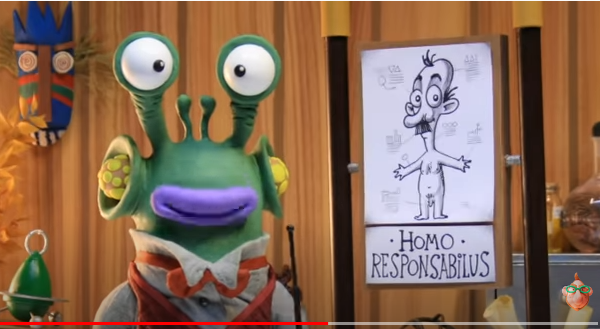 · HOMO ·
RESPONSABILUS